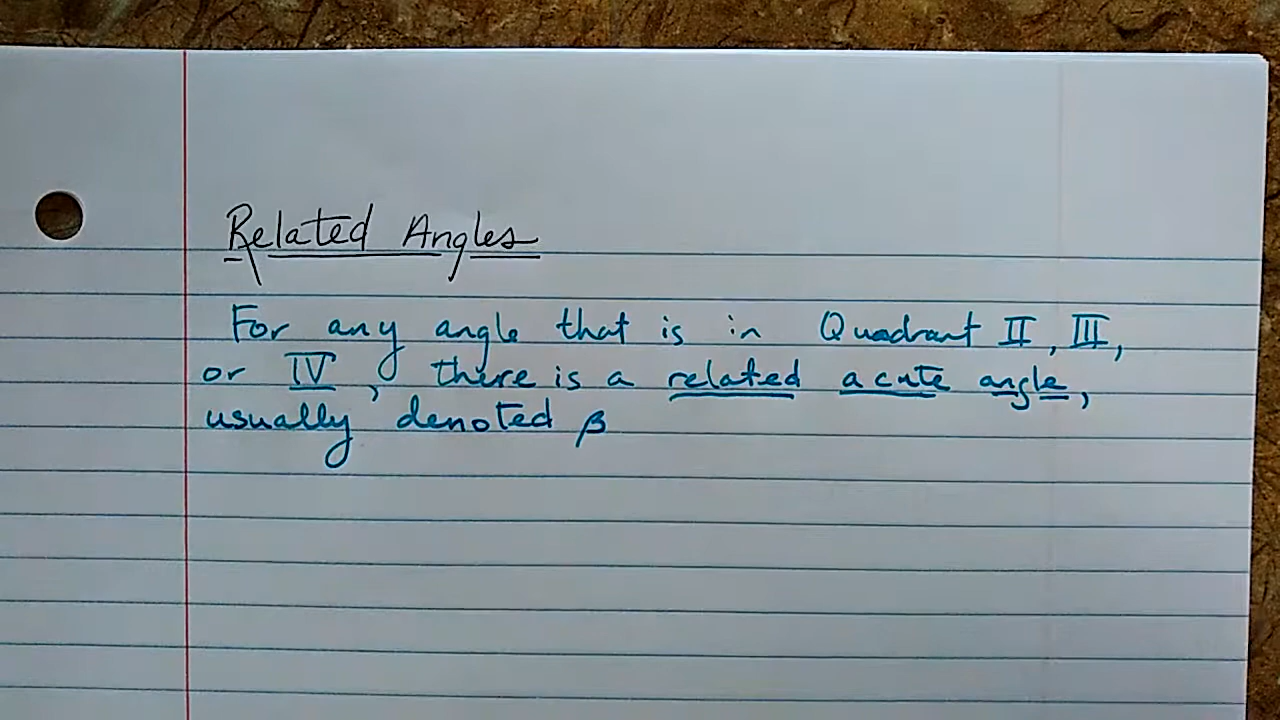 Related Angles
For any angle that is in Quadrant II, III,
or IV, there is a related acute angle,
usually denoted β